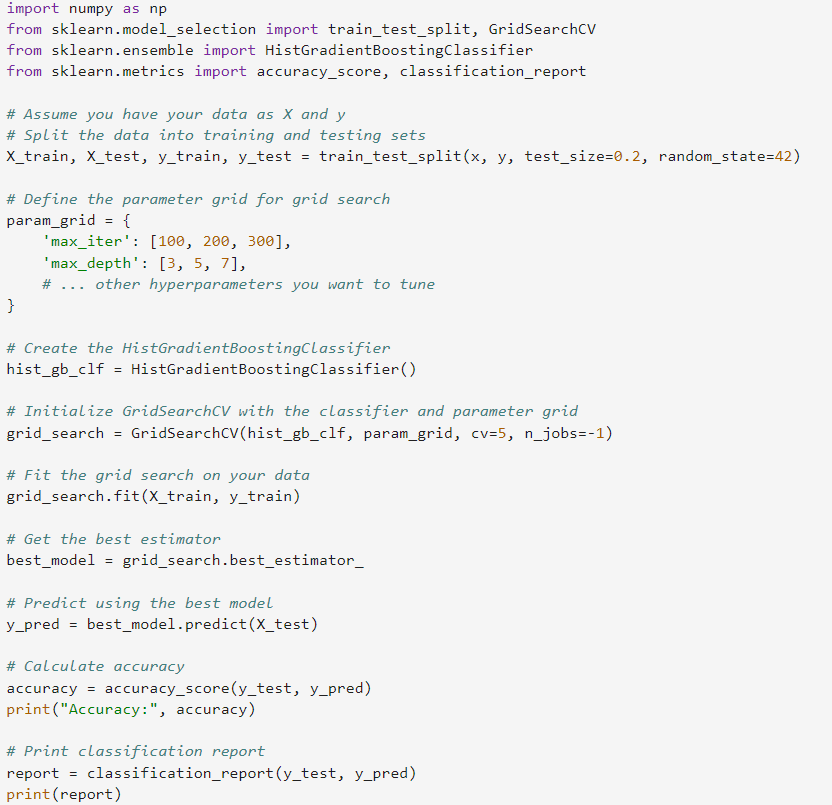 import numpy as np
from sklearn.model_selection import train_test_split, GridSearchCV
from sklearn.ensemble import HistGradientBoostingClassifier
from sklearn.metrics import accuracy_score, classification_report

# Assume you have your data as X and y
# Split the data into training and testing sets
X_train, X_test, y_train, y_test = train_test_split(x, y, test_size=0.2, random_state=42)

# Define the parameter grid for grid search
param_grid = {
    'max_iter': [100, 200, 300],
    'max_depth': [3, 5, 7],
    # ... other hyperparameters you want to tune
}

# Create the HistGradientBoostingClassifier
hist_gb_clf = HistGradientBoostingClassifier()

# Initialize GridSearchCV with the classifier and parameter grid
grid_search = GridSearchCV(hist_gb_clf, param_grid, cv=5, n_jobs=-1)

# Fit the grid search on your data
grid_search.fit(X_train, y_train)

# Get the best estimator
best_model = grid_search.best_estimator_

# Predict using the best model
y_pred = best_model.predict(X_test)

# Calculate accuracy
accuracy = accuracy_score(y_test, y_pred)
print("Accuracy:", accuracy)

# Print classification report
report = classification_report(y_test, y_pred)
print(report)